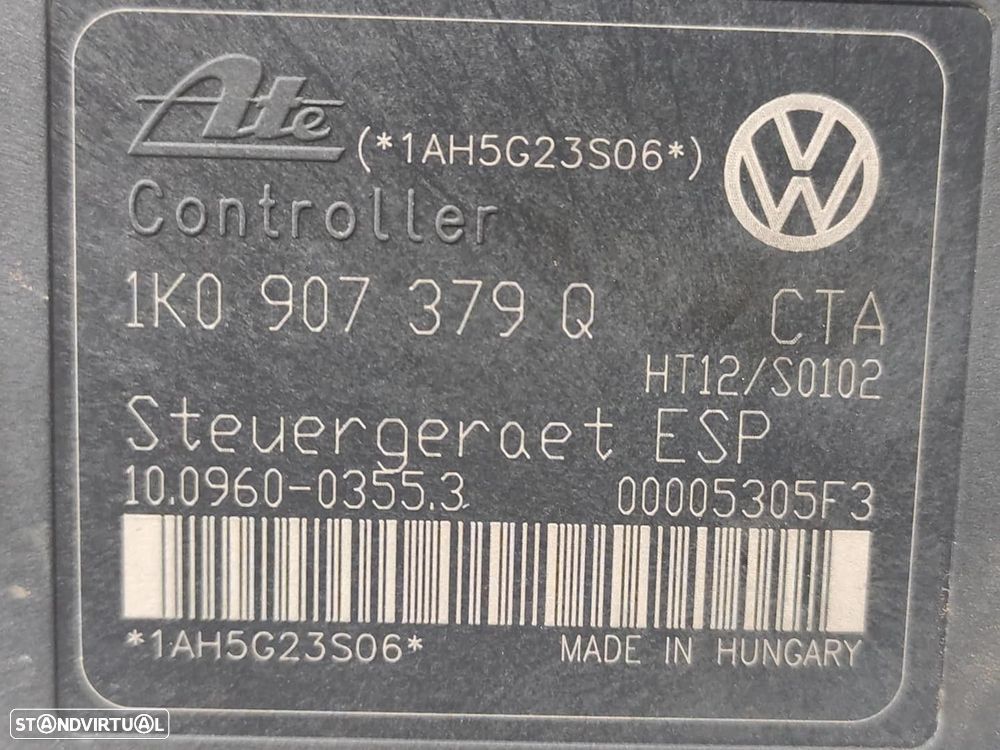 Ate (*1AH5G23S06*)
Controller
1K0 907 379 Q CTA
HT12/S0102
Steuergeraet ESP
10.0960-0355.3 00005305F3
*1AH5G23S06* MADE IN HUNGARY
STANDVIRTUAL